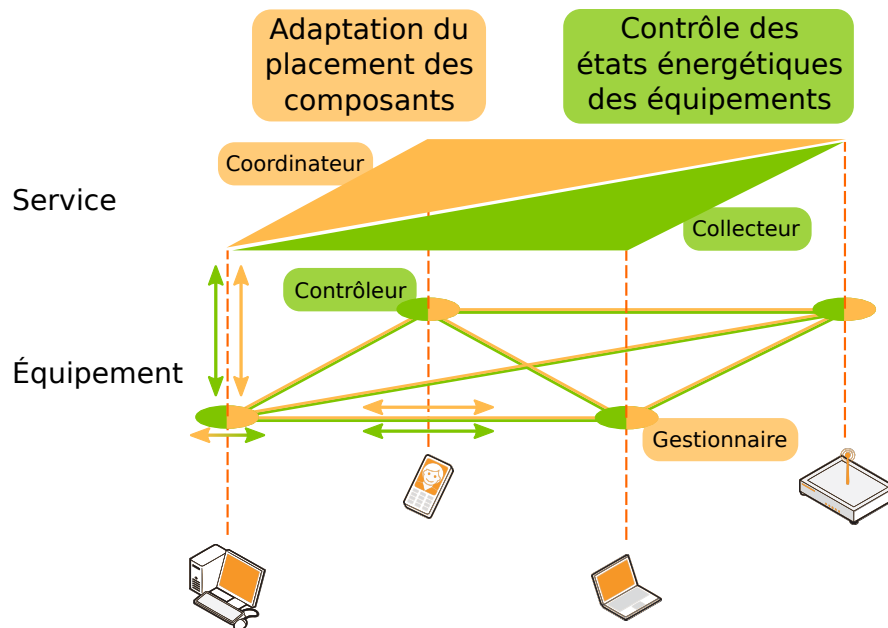 Adaptation du
placement des
composants
Contrôle des
états énergétiques
des équipements
Coordinateur
Service
Collecteur
Contrôleur
Équipement
Gestionnaire